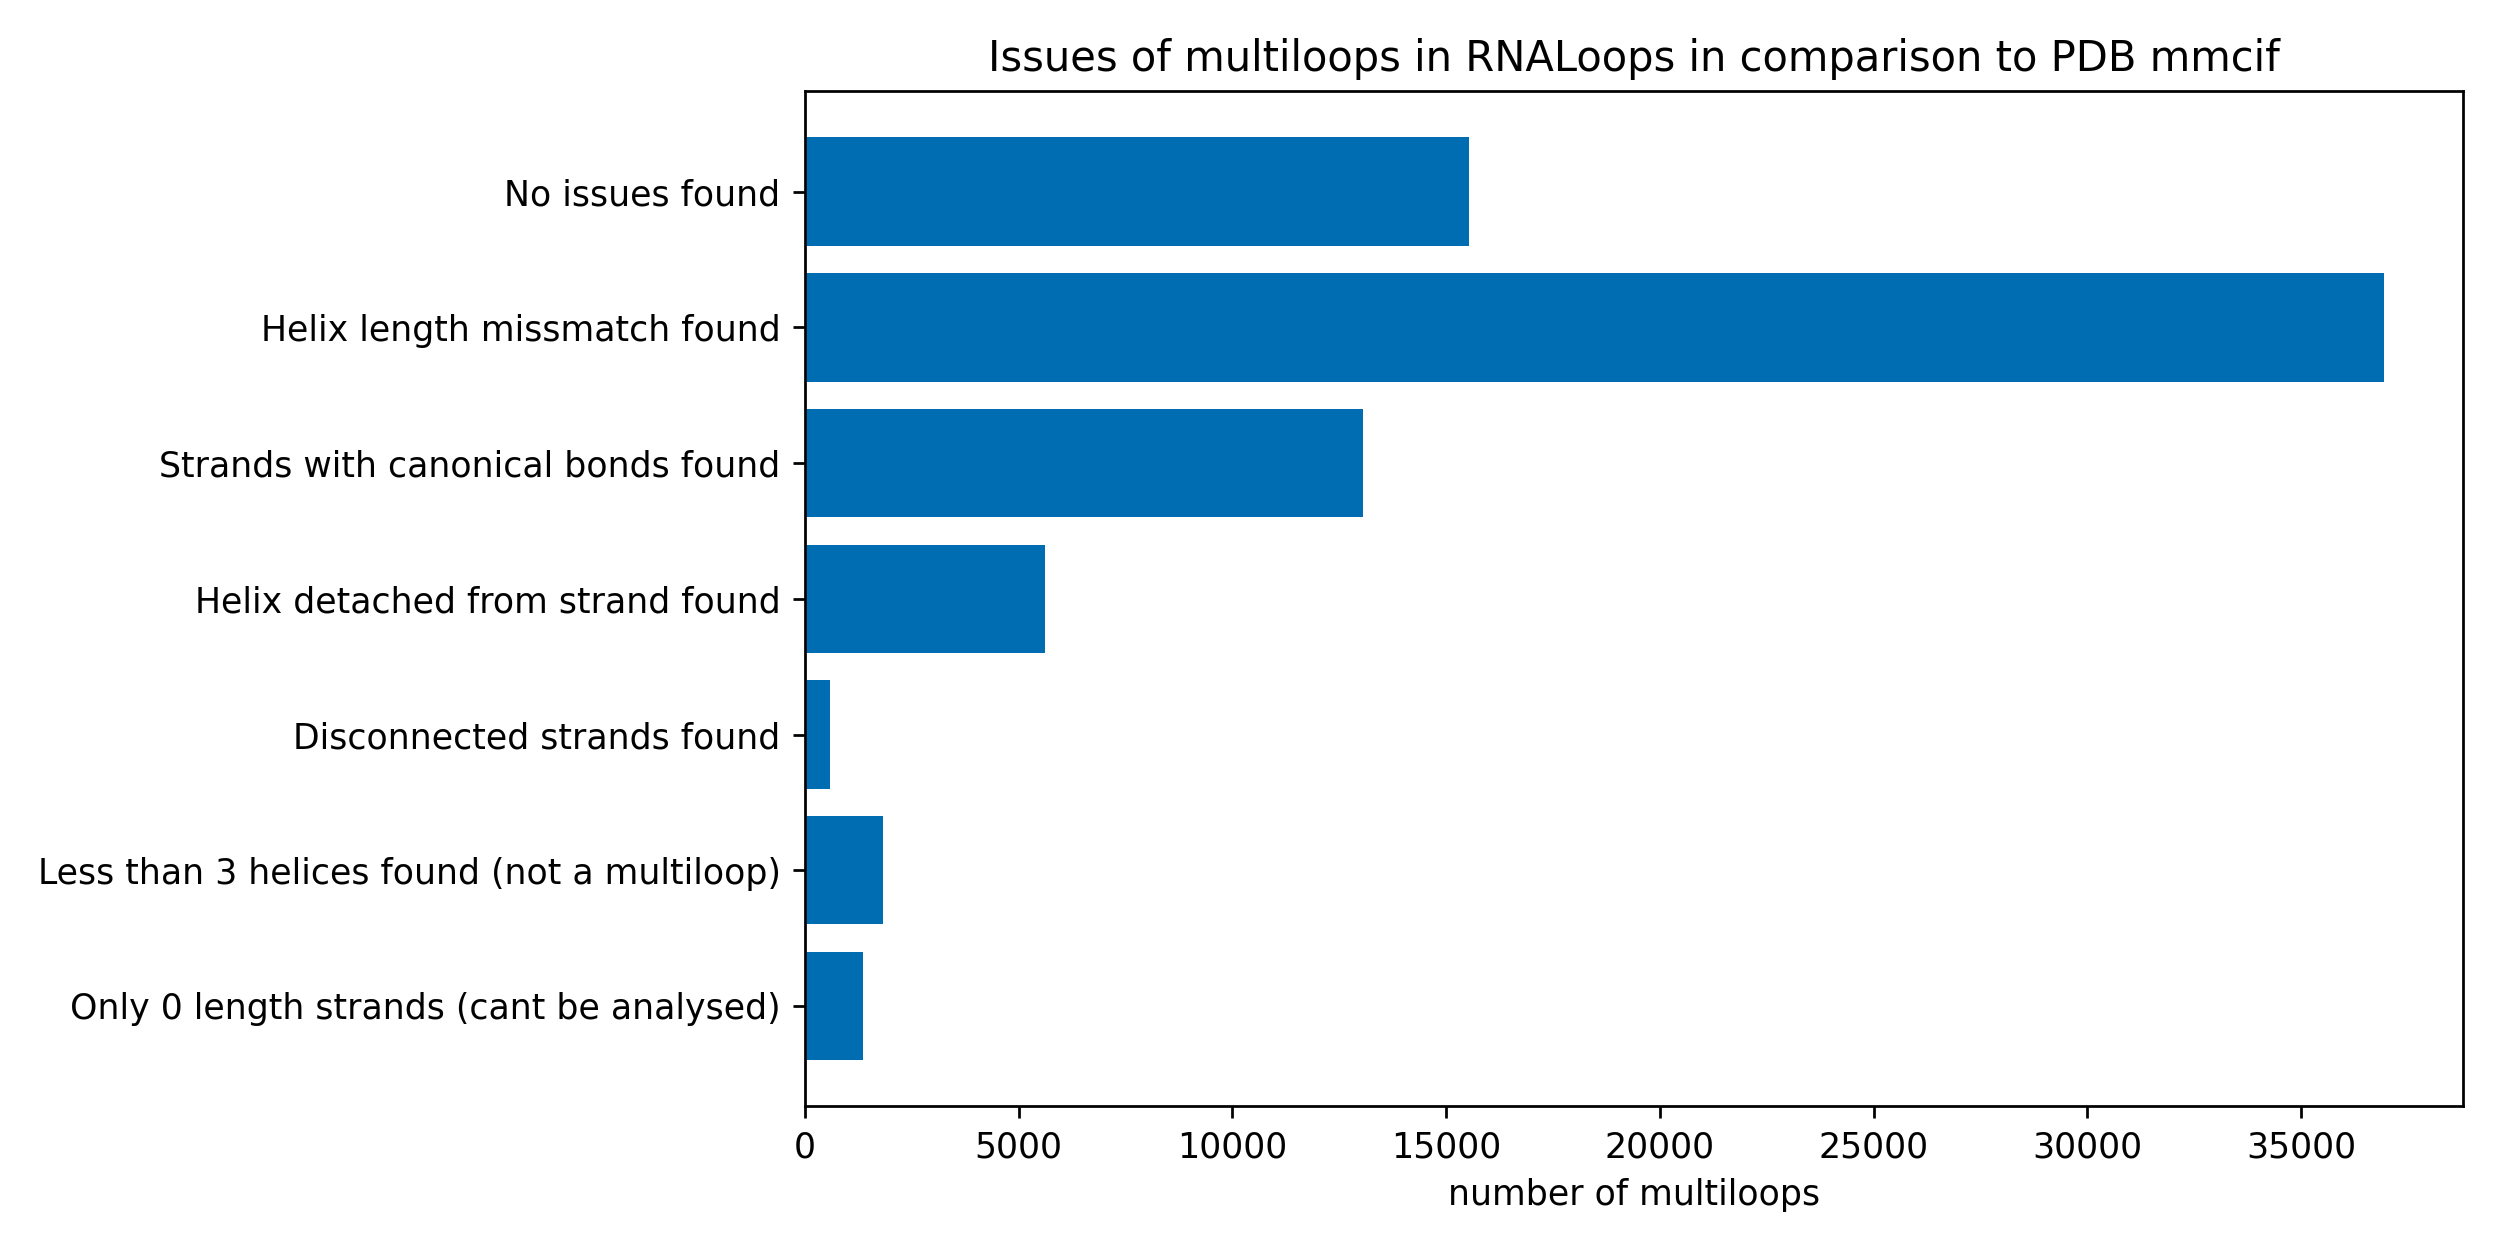 Issues of multiloops in RNALoops in comparison to PDB mmcif
No issues found
Helix length missmatch found
Strands with canonical bonds found
Helix detached from strand found
Disconnected strands found
Less than 3 helices found (not a multiloop)
Only 0 length strands (cant be analysed)
0 5000 10000 15000 20000 25000 30000 35000
number of multiloops